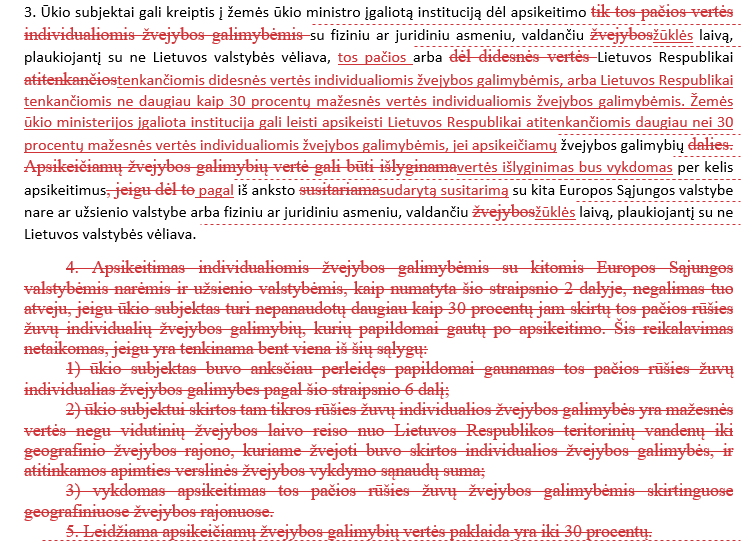 3. Ūkio subjektai gali kreiptis į žemės ūkio ministro įgaliotą instituciją dėl apsikeitimo tik tos pačios vertės
individualiomis žvejybos galimybėmis su fiziniu ar juridiniu asmeniu, valdančiu žvejybosžūklės laivą,
plaukiojantį su ne Lietuvos valstybės vėliava, tos pačios arba dėl didesnės vertės Lietuvos Respublikai
atitenkančiostenkančiomis didesnės vertės individualiomis žvejybos galimybėmis, arba Lietuvos Respublikai
tenkančiomis ne daugiau kaip 30 procentų mažesnės vertės individualiomis žvejybos galimybėmis. Žemės
ūkio ministerijos įgaliota institucija gali leisti apsikeisti Lietuvos Respublikai atitenkančiomis daugiau nei 30
procentų mažesnės vertės individualiomis žvejybos galimybėmis, jei apsikeičiamų žvejybos galimybių dalies.
Apsikeičiamų žvejybos galimybių vertė gali būti išlyginamavertės išlyginimas bus vykdomas per kelis
apsikeitimus, jeigu dėl to pagal iš anksto susitariamasudarytą susitarimą su kita Europos Sąjungos valstybe
nare ar užsienio valstybe arba fiziniu ar juridiniu asmeniu, valdančiu žvejybosžūklės laivą, plaukiojantį su ne
Lietuvos valstybės vėliava.
4. Apsikeitimas individualiomis žvejybos galimybėmis su kitomis Europos Sąjungos
valstybėmis narėmis ir užsienio valstybėmis, kaip numatyta šio straipsnio 2 dalyje, negalimas tuo
atveju, jeigu ūkio subjektas turi nepanaudotų daugiau kaip 30 procentų jam skirtų tos pačios rūšies
žuvų individualių žvejybos galimybių, kurių papildomai gautų po apsikeitimo. Šis reikalavimas
netaikomas, jeigu yra tenkinama bent viena iš šių sąlygų:
1) ūkio subjektas buvo anksčiau perleidęs papildomai gaunamas tos pačios rūšies žuvų
individualias žvejybos galimybes pagal šio straipsnio 6 dalį;
2) ūkio subjektui skirtos tam tikros rūšies žuvų individualios žvejybos galimybės yra mažesnės
vertės negu vidutinių žvejybos laivo reiso nuo Lietuvos Respublikos teritorinių vandenų iki
geografinio žvejybos rajono, kuriame žvejoti buvo skirtos individualios žvejybos galimybės, ir
atitinkamos apimties verslinės žvejybos vykdymo sąnaudų suma;
3) vykdomas apsikeitimas tos pačios rūšies žuvų žvejybos galimybėmis skirtinguose
geografiniuose žvejybos rajonuose.
5. Leidžiama apsikeičiamų žvejybos galimybių vertės paklaida yra iki 30 procentų.